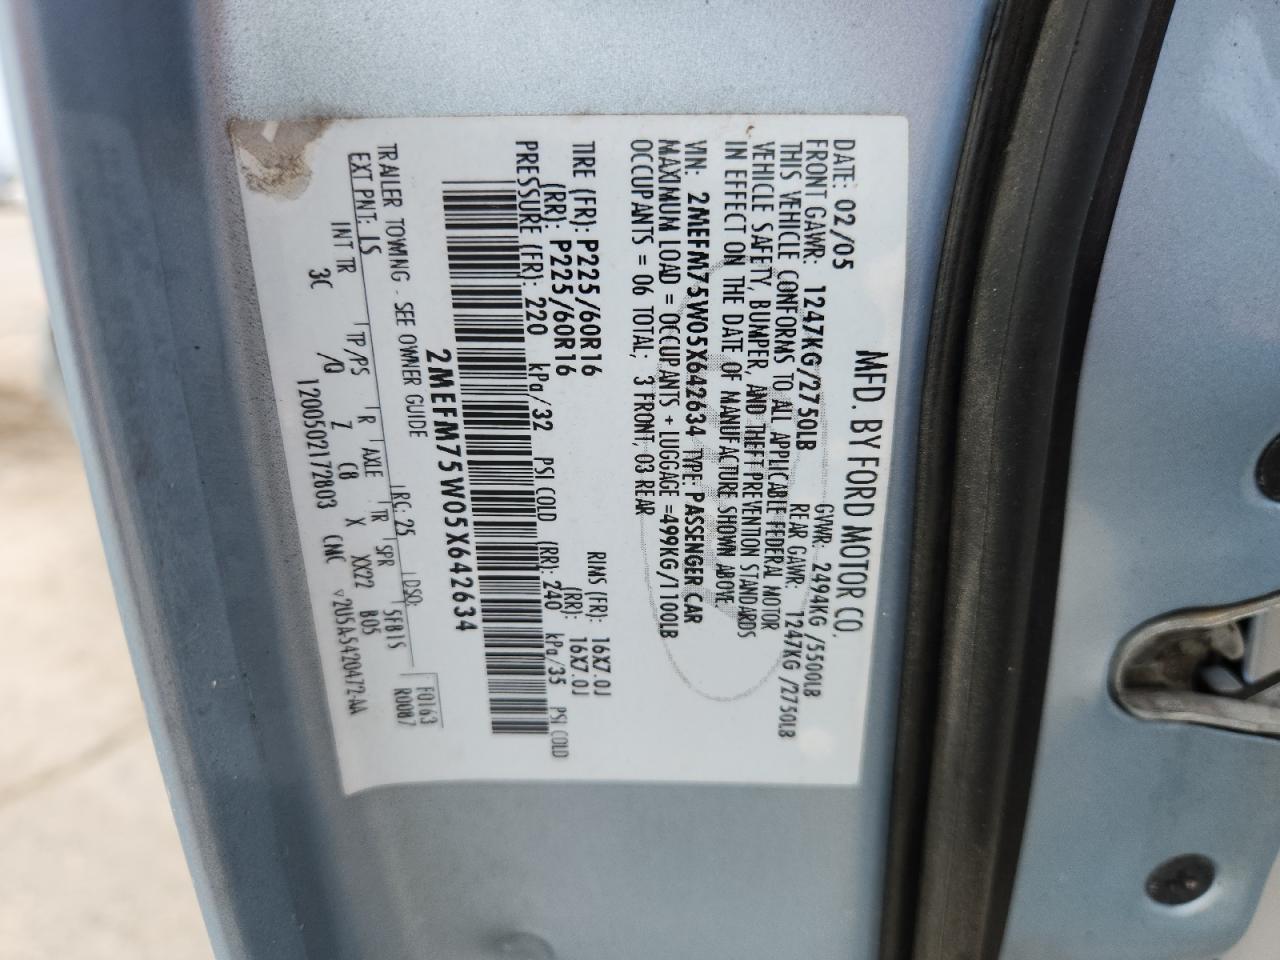 MFD. BY FORD MOTOR CO.
DATE: 02/05 GVWR: 2494KG /5500LB
FRONT GAWR: 1247KG/2750LB REAR GAWR: 1247KG /2750LB
THIS VEHICLE CONFORMS TO ALL APPLICABLE FEDERAL MOTOR
VEHICLE SAFETY, BUMPER, AND THEFT PREVENTION STANDARDS
IN EFFECT ON THE DATE OF MANUFACTURE SHOWN ABOVE
VIN: 2MEFM75W05X642634 TYPE: PASSENGER CAR
MAXIMUM LOAD = OCCUPANTS + LUGGAGE =499KG/1100LB
OCCUPANTS = 06 TOTAL; 3 FRONT, 03 REAR
TIRE (FR): P225/60R16 RIMS (FR): 16X7.0J
(RR): P225/60R16 (RR): 16X7.0J
PRESSURE (FR): 220 kPa/32 PSI COLD (RR): 240 kPa/35 PSI COLD
2MEFM75W05X642634
TRAILER TOWING SEE OWNER GUIDE
EXT PNT: LS RC: 25 DSO: F0163
INT TR TP/PS R AXLE TR SPR 5FB15 R0087
3C /Q Z CB X XX22 B05
1200502172803 CMC v2U5A-5420472-AA